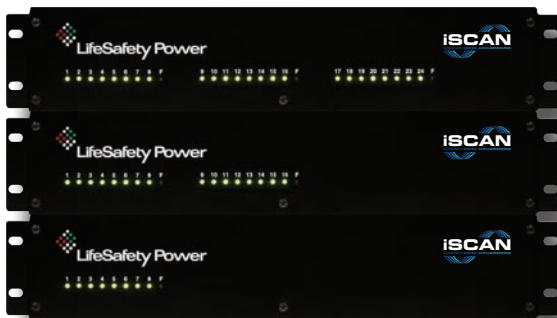 LifeSafety Power
iSCAN
1 2 3 4 5 6 7 8 F 9 10 11 12 13 14 15 16 F 17 18 19 20 21 22 23 24 F
LifeSafety Power
iSCAN
1 2 3 4 5 6 7 8 F 9 10 11 12 13 14 15 16 F
LifeSafety Power
iSCAN
1 2 3 4 5 6 7 8 F